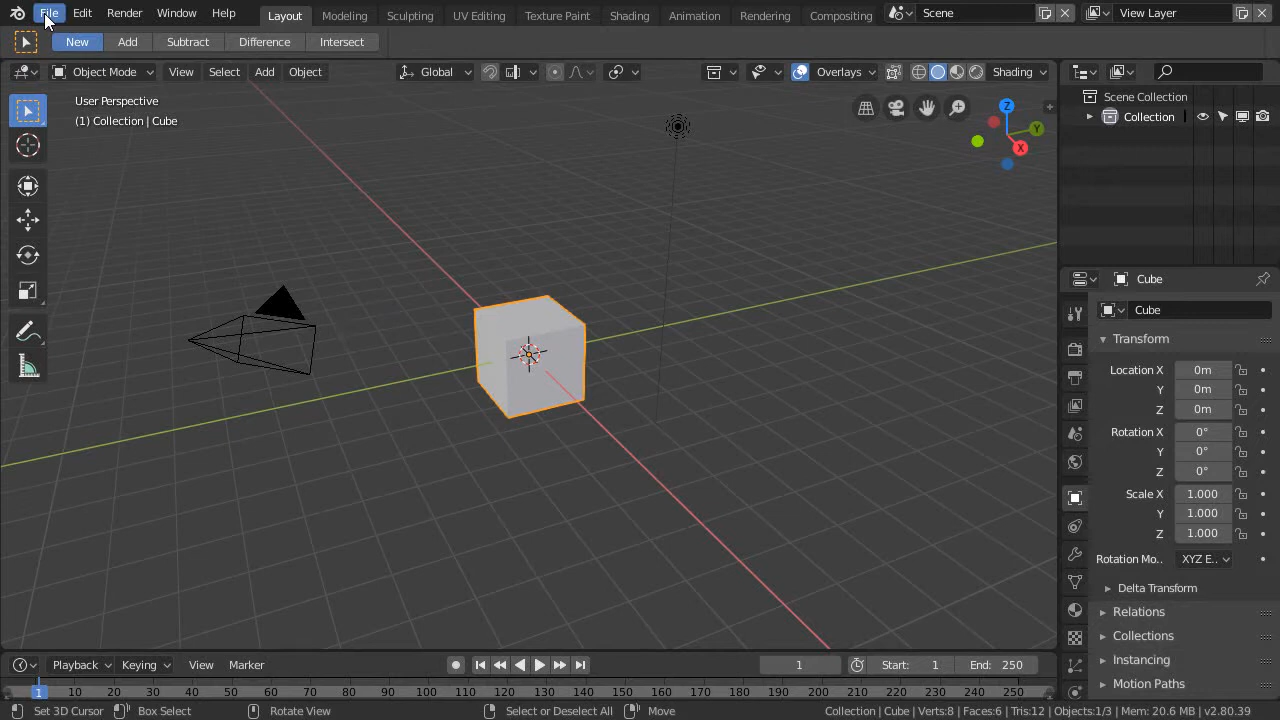 File Edit Render Window Help Layout Modeling Sculpting UV Editing Texture Paint Shading Animation Rendering Compositing Scene View Layer
New Add Subtract Difference Intersect
Object Mode View Select Add Object Global Overlays Shading
User Perspective
(1) Collection | Cube
Z
Y
X
Scene Collection
Collection
Cube
Cube
Transform
Location X 0m
Y 0m
Z 0m
Rotation X 0°
Y 0°
Z 0°
Scale X 1.000
Y 1.000
Z 1.000
Rotation Mo.. XYZ E..
Delta Transform
Relations
Collections
Instancing
Motion Paths
Playback Keying View Marker 1 Start: 1 End: 250
1 10 20 30 40 50 60 70 80 90 100 110 120 130 140 150 160 170 180 190 200 210 220 230 240 250
Set 3D Cursor Box Select Rotate View Select or Deselect All Move Collection | Cube | Verts:8 | Faces:6 | Tris:12 | Objects:1/3 | Mem: 20.6 MB | v2.80.39